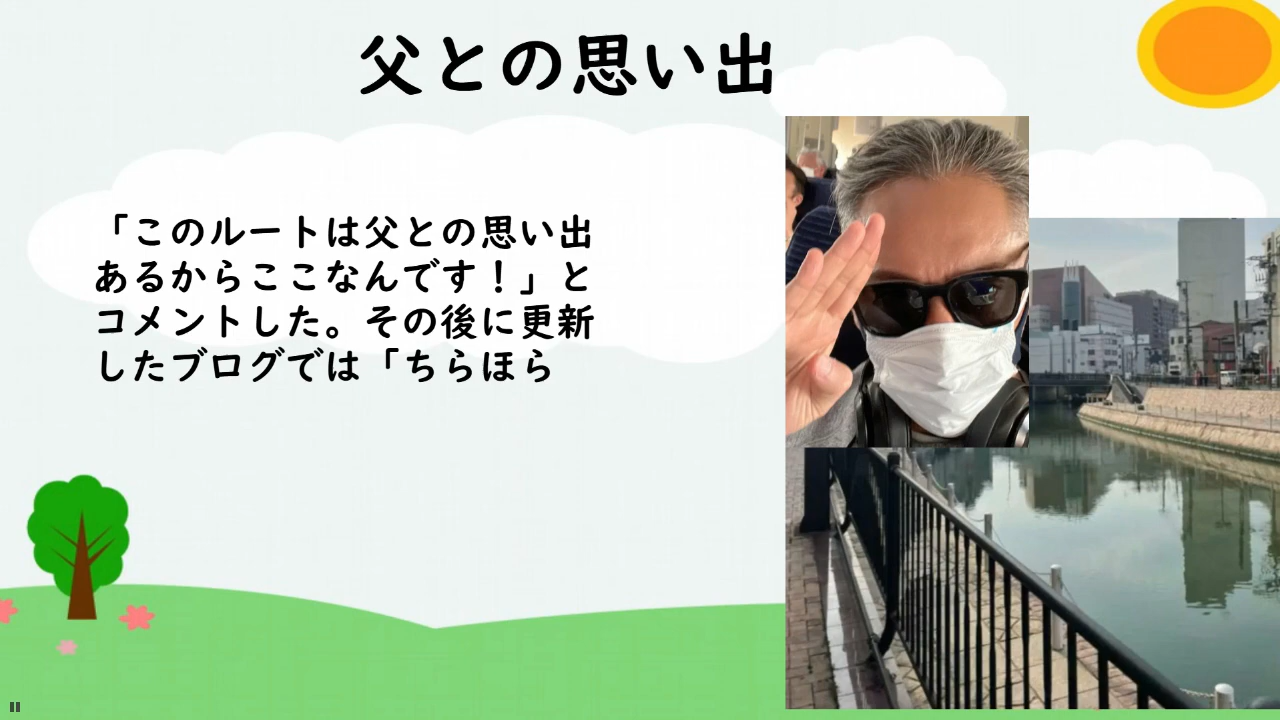 父との思い出
「このルートは父との思い出
あるからここなんです！」と
コメントした。その後に更新
したブログでは「ちらほら